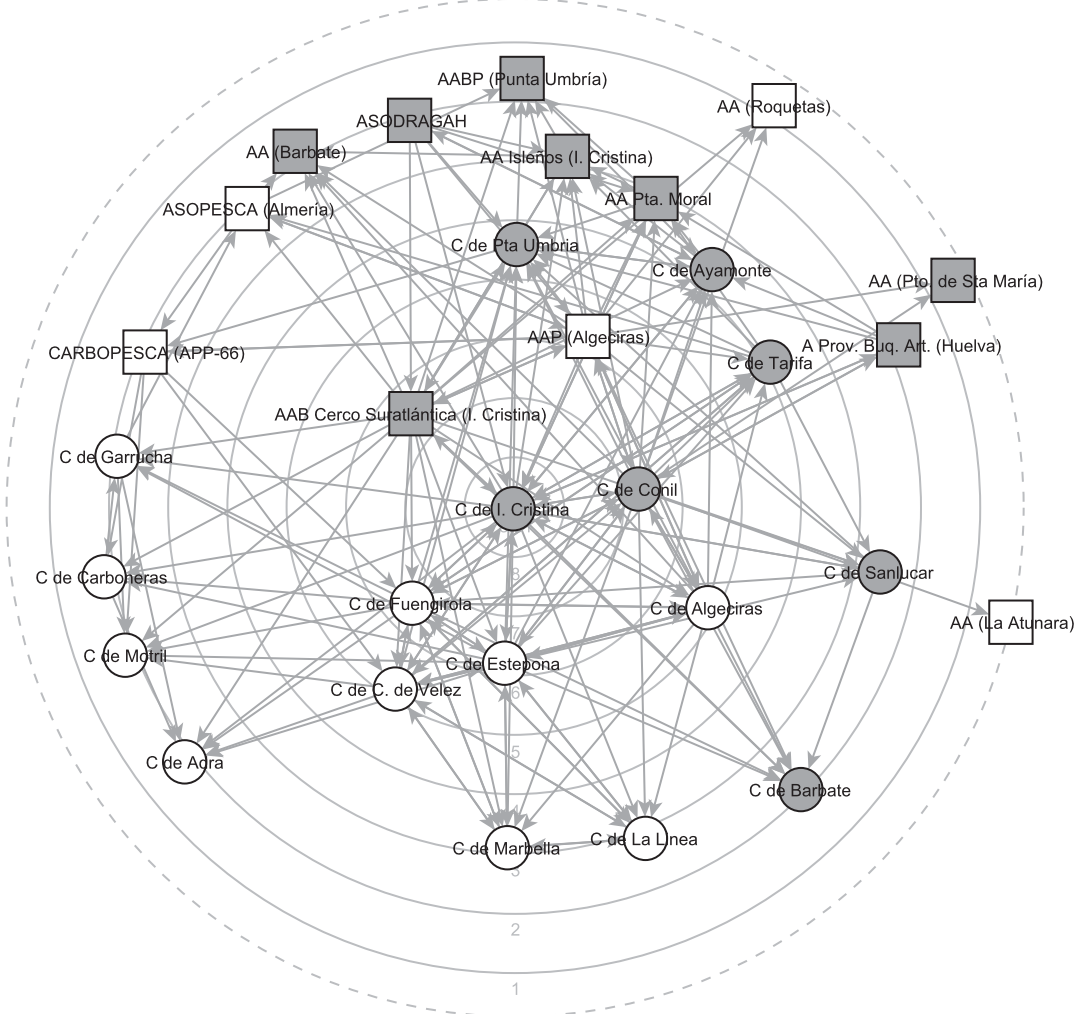 AABP (Punta Umbría)
AA (Roquetas)
ASODRAGAH
AA (Barbate)
AA Isleños (I. Cristina)
AA Pta. Moral
ASOPESCA (Almería)
C de Pta Umbria
C de Ayamonte
AA (Pto. de Sta María)
AAP (Algeciras)
A Prov. Buq. Art. (Huelva)
CARBOPESCA (APP-66)
C de Tarifa
AAB Cerco Suratlántica (I. Cristina)
C de Garrucha
C de Conil
C de I. Cristina
8
C de Sanlucar
C de Carboneras
C de Fuengirola
C de Algeciras
AA (La Atunara)
C de Motril
C de Estepona
C de C. de Velez
6
5
C de Adra
C de Barbate
C de La Linea
C de Marbella
3
2
1